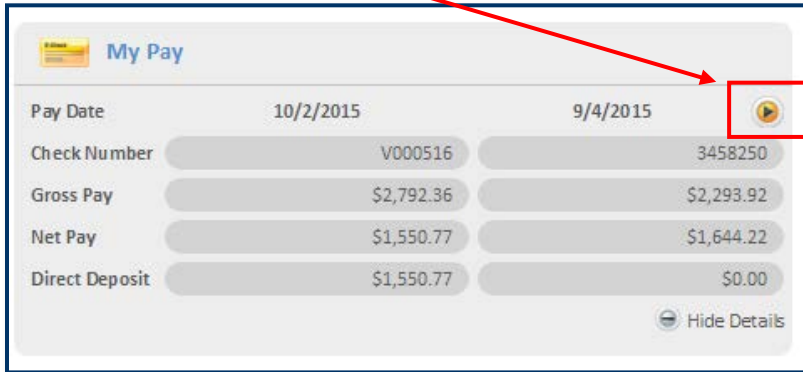 My Pay
Pay Date 10/2/2015 9/4/2015
Check Number V000516 3458250
Gross Pay $2,792.36 $2,293.92
Net Pay $1,550.77 $1,644.22
Direct Deposit $1,550.77 $0.00
Hide Details